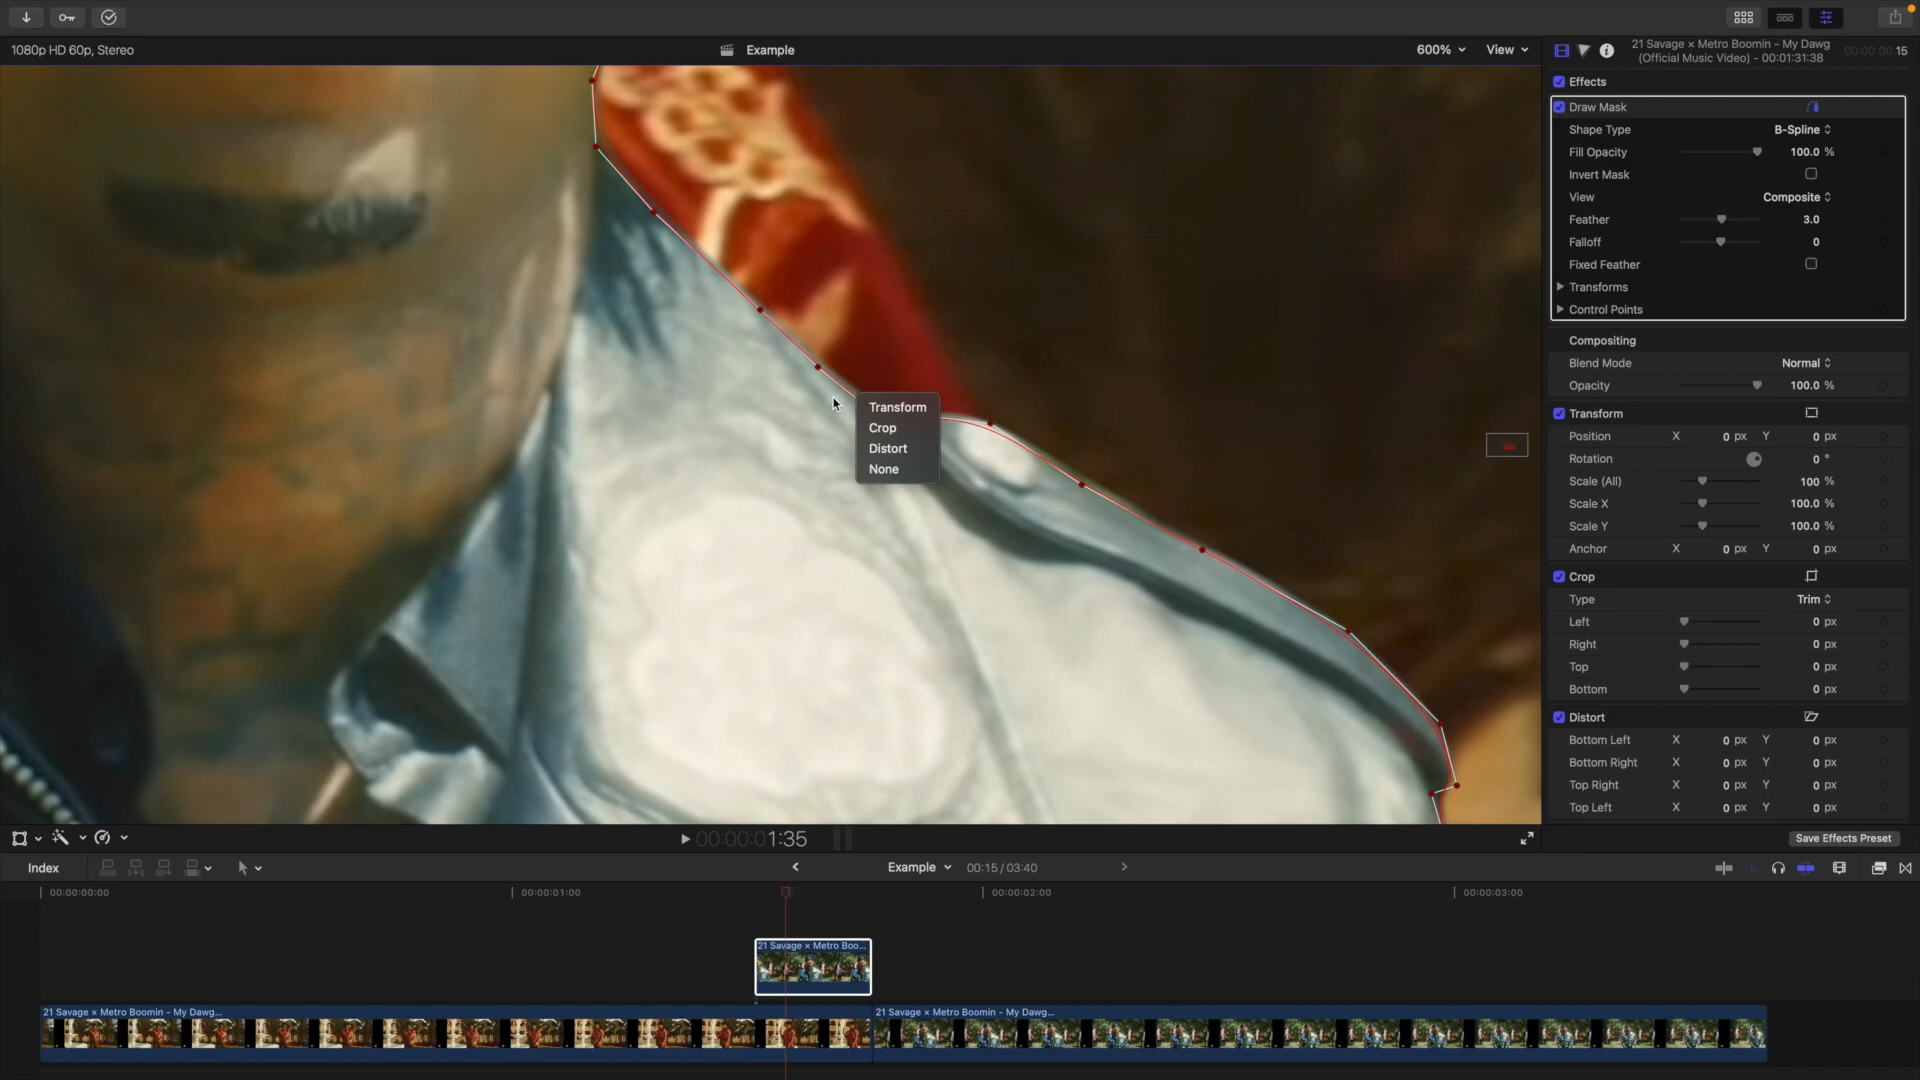 1080p HD 60p, Stereo
Example
600%
View
21 Savage × Metro Boomin - My Dawg
(Official Music Video) - 00:01:31:38
00:00:00:15
Effects
Draw Mask
Shape Type
B-Spline
Fill Opacity
100.0 %
Invert Mask
View
Composite
Feather
3.0
Falloff
0
Fixed Feather
Transforms
Control Points
Compositing
Blend Mode
Normal
Opacity
100.0 %
Transform
Position X 0 px Y 0 px
Rotation 0 °
Scale (All) 100 %
Scale X 100.0 %
Scale Y 100.0 %
Anchor X 0 px Y 0 px
Crop
Type Trim
Left 0 px
Right 0 px
Top 0 px
Bottom 0 px
Distort
Bottom Left X 0 px Y 0 px
Bottom Right X 0 px Y 0 px
Top Right X 0 px Y 0 px
Top Left X 0 px Y 0 px
Save Effects Preset
Transform
Crop
Distort
None
00:00:01:35
Index
Example
00:15 / 03:40
00:00:00:00
00:00:01:00
00:00:02:00
00:00:03:00
21 Savage × Metro Boo...
21 Savage × Metro Boomin - My Dawg...
21 Savage × Metro Boomin - My Dawg...